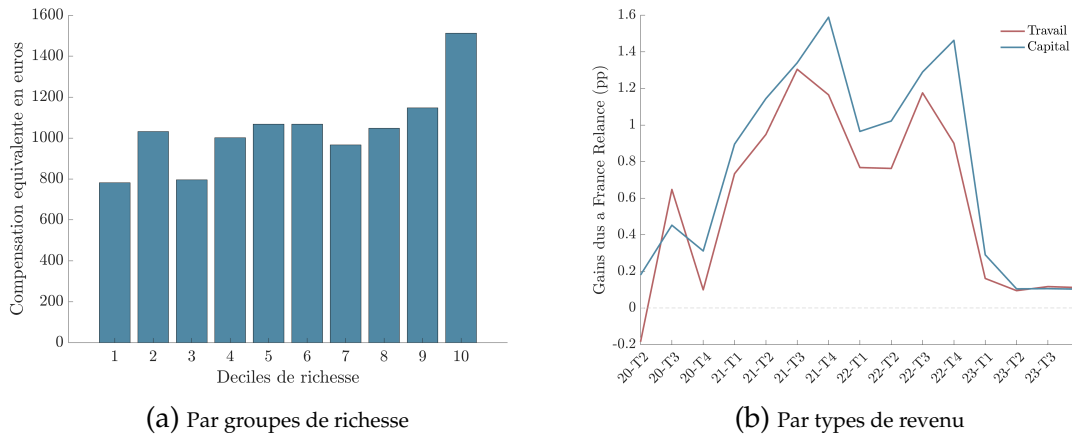 1600
1400
1200
1000
800
600
400
200
0
Compensation equivalente en euros
1 2 3 4 5 6 7 8 9 10
Deciles de richesse
(a) Par groupes de richesse
1.6
1.4
1.2
1
0.8
0.6
0.4
0.2
0
-0.2
Gains dus a France Relance (pp)
Travail
Capital
20-T2 20-T3 20-T4 21-T1 21-T2 21-T3 21-T4 22-T1 22-T2 22-T3 22-T4 23-T1 23-T2 23-T3
(b) Par types de revenu